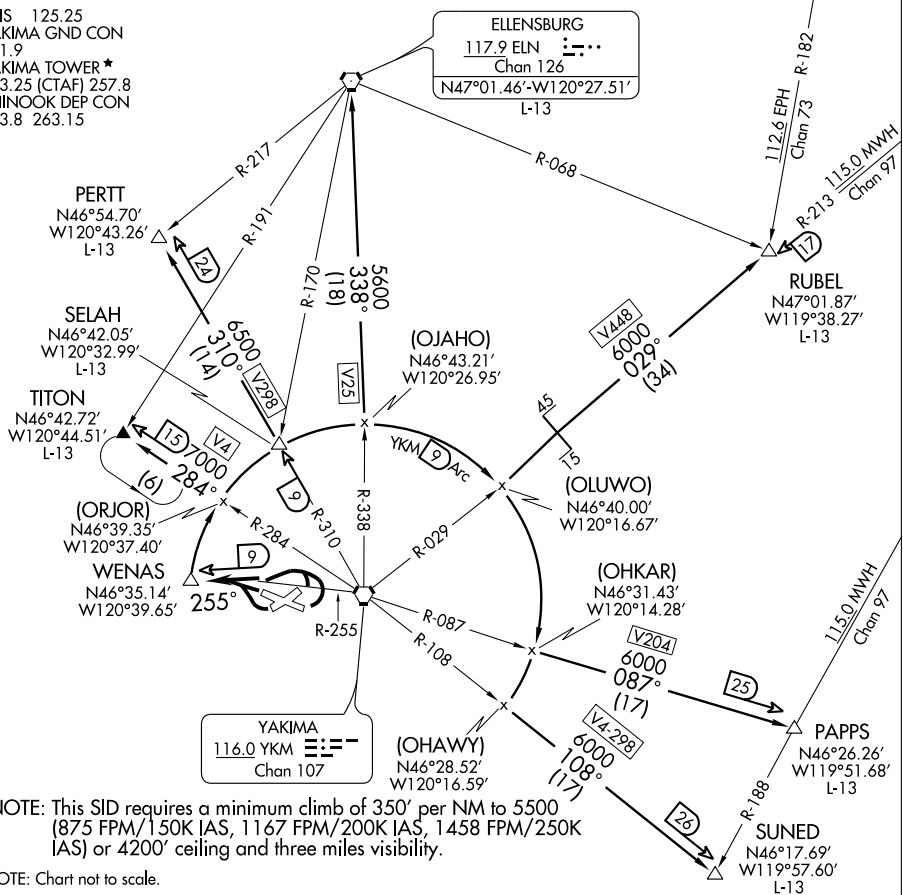 125.25
GND CON
1.9
TOWER★
3.25 (CTAF) 257.8
DEP CON
3.8 263.15
ELLENSBURG
117.9 ELN
Chan 126
N47°01.46'-W120°27.51'
L-13
R-182
112.6 EPH
Chan 73
R-213
115.0 MWH
Chan 97
17
RUBEL
N47°01.87'
W119°38.27'
L-13
R-217
R-191
R-170
R-068
PERTT
N46°54.70'
W120°43.26'
L-13
24
5600
338°
(18)
V25
6500
310°
(14)
V298
SELAH
N46°42.05'
W120°32.99'
L-13
(OJAHO)
N46°43.21'
W120°26.95'
V448
6000
029°
(34)
45
15
TITON
N46°42.72'
W120°44.51'
L-13
15
7000
V4
284°
(6)
YKM 9 Arc
(OLUWO)
N46°40.00'
W120°16.67'
(ORJOR)
N46°39.35'
W120°37.40'
R-284
9
R-310
R-338
R-029
WENAS
N46°35.14'
W120°39.65'
9
255°
R-255
R-087
R-108
(OHKAR)
N46°31.43'
W120°14.28'
115.0 MWH
Chan 97
V204
6000
087°
(17)
25
PAPPS
N46°26.26'
W119°51.68'
L-13
YAKIMA
116.0 YKM
Chan 107
(OHAWY)
N46°28.52'
W120°16.59'
V4-298
6000
108°
(17)
26
R-188
SUNED
N46°17.69'
W119°57.60'
L-13
NOTE: This SID requires a minimum climb of 350' per NM to 5500
(875 FPM/150K IAS, 1167 FPM/200K IAS, 1458 FPM/250K
IAS) or 4200' ceiling and three miles visibility.
NOTE: Chart not to scale.